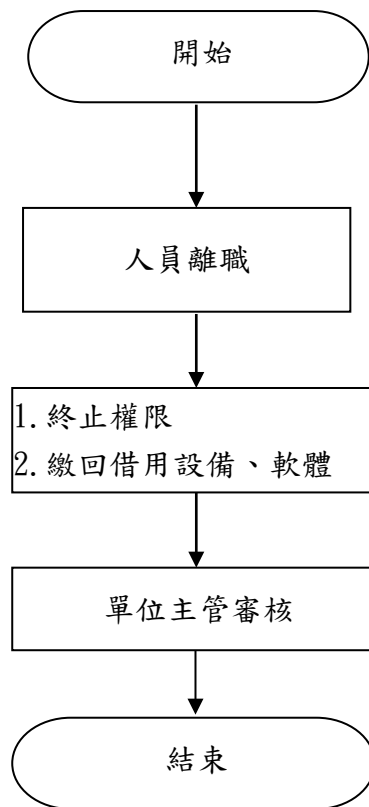 開始
人員離職
1.終止權限
2.繳回借用設備、軟體
單位主管審核
結束